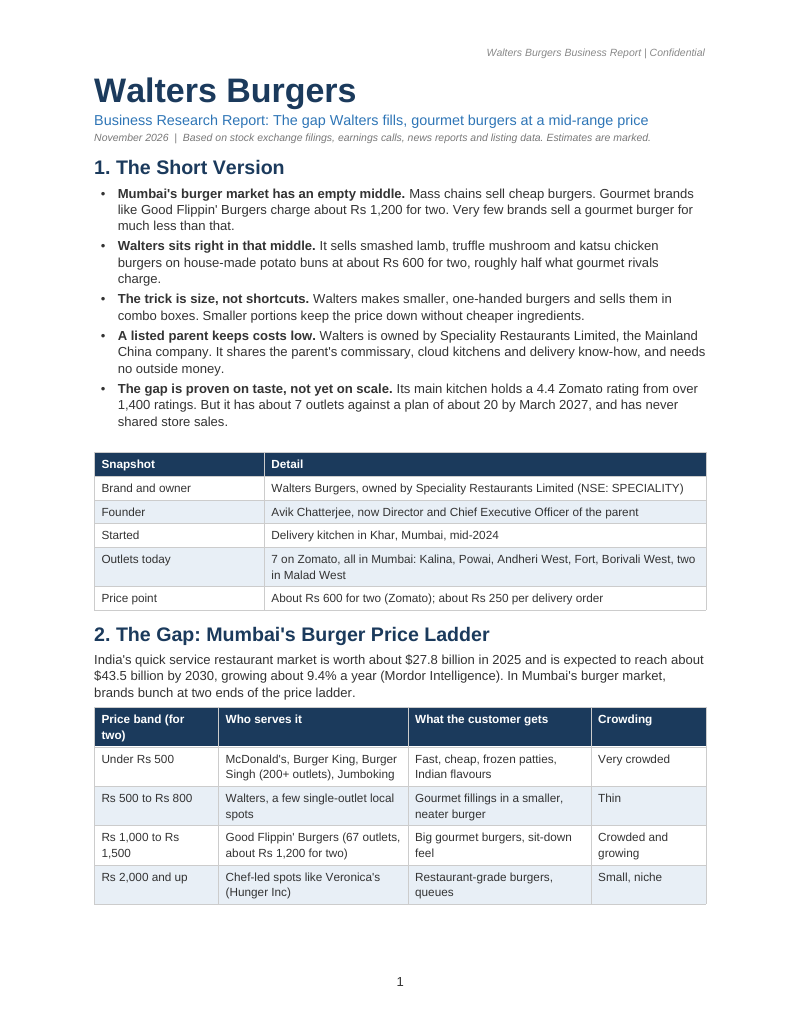 Walters Burgers Business Report | Confidential
Walters Burgers
Business Research Report: The gap Walters fills, gourmet burgers at a mid-range price
November 2026 | Based on stock exchange filings, earnings calls, news reports and listing data. Estimates are marked.
1. The Short Version
• Mumbai's burger market has an empty middle. Mass chains sell cheap burgers. Gourmet brands
like Good Flippin' Burgers charge about Rs 1,200 for two. Very few brands sell a gourmet burger for
much less than that.
• Walters sits right in that middle. It sells smashed lamb, truffle mushroom and katsu chicken
burgers on house-made potato buns at about Rs 600 for two, roughly half what gourmet rivals
charge.
• The trick is size, not shortcuts. Walters makes smaller, one-handed burgers and sells them in
combo boxes. Smaller portions keep the price down without cheaper ingredients.
• A listed parent keeps costs low. Walters is owned by Speciality Restaurants Limited, the Mainland
China company. It shares the parent's commissary, cloud kitchens and delivery know-how, and needs
no outside money.
• The gap is proven on taste, not yet on scale. Its main kitchen holds a 4.4 Zomato rating from over
1,400 ratings. But it has about 7 outlets against a plan of about 20 by March 2027, and has never
shared store sales.
Snapshot Detail
Brand and owner Walters Burgers, owned by Speciality Restaurants Limited (NSE: SPECIALITY)
Founder Avik Chatterjee, now Director and Chief Executive Officer of the parent
Started Delivery kitchen in Khar, Mumbai, mid-2024
Outlets today 7 on Zomato, all in Mumbai: Kalina, Powai, Andheri West, Fort, Borivali West, two
in Malad West
Price point About Rs 600 for two (Zomato); about Rs 250 per delivery order
2. The Gap: Mumbai's Burger Price Ladder
India's quick service restaurant market is worth about $27.8 billion in 2025 and is expected to reach about
$43.5 billion by 2030, growing about 9.4% a year (Mordor Intelligence). In Mumbai's burger market,
brands bunch at two ends of the price ladder.
Price band (for Who serves it What the customer gets Crowding
two)
Under Rs 500 McDonald's, Burger King, Burger Fast, cheap, frozen patties, Very crowded
Singh (200+ outlets), Jumboking Indian flavours
Rs 500 to Rs 800 Walters, a few single-outlet local Gourmet fillings in a smaller, Thin
spots neater burger
Rs 1,000 to Rs Good Flippin' Burgers (67 outlets, Big gourmet burgers, sit-down Crowded and
1,500 about Rs 1,200 for two) feel growing
Rs 2,000 and up Chef-led spots like Veronica's Restaurant-grade burgers, Small, niche
(Hunger Inc) queues
1